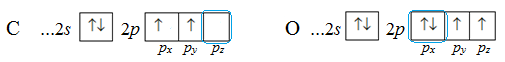 C ...2s ↑↓ 2p ↑ ↑ O ...2s ↑↓ 2p ↑↓ ↑ ↑
px py pz px py pz